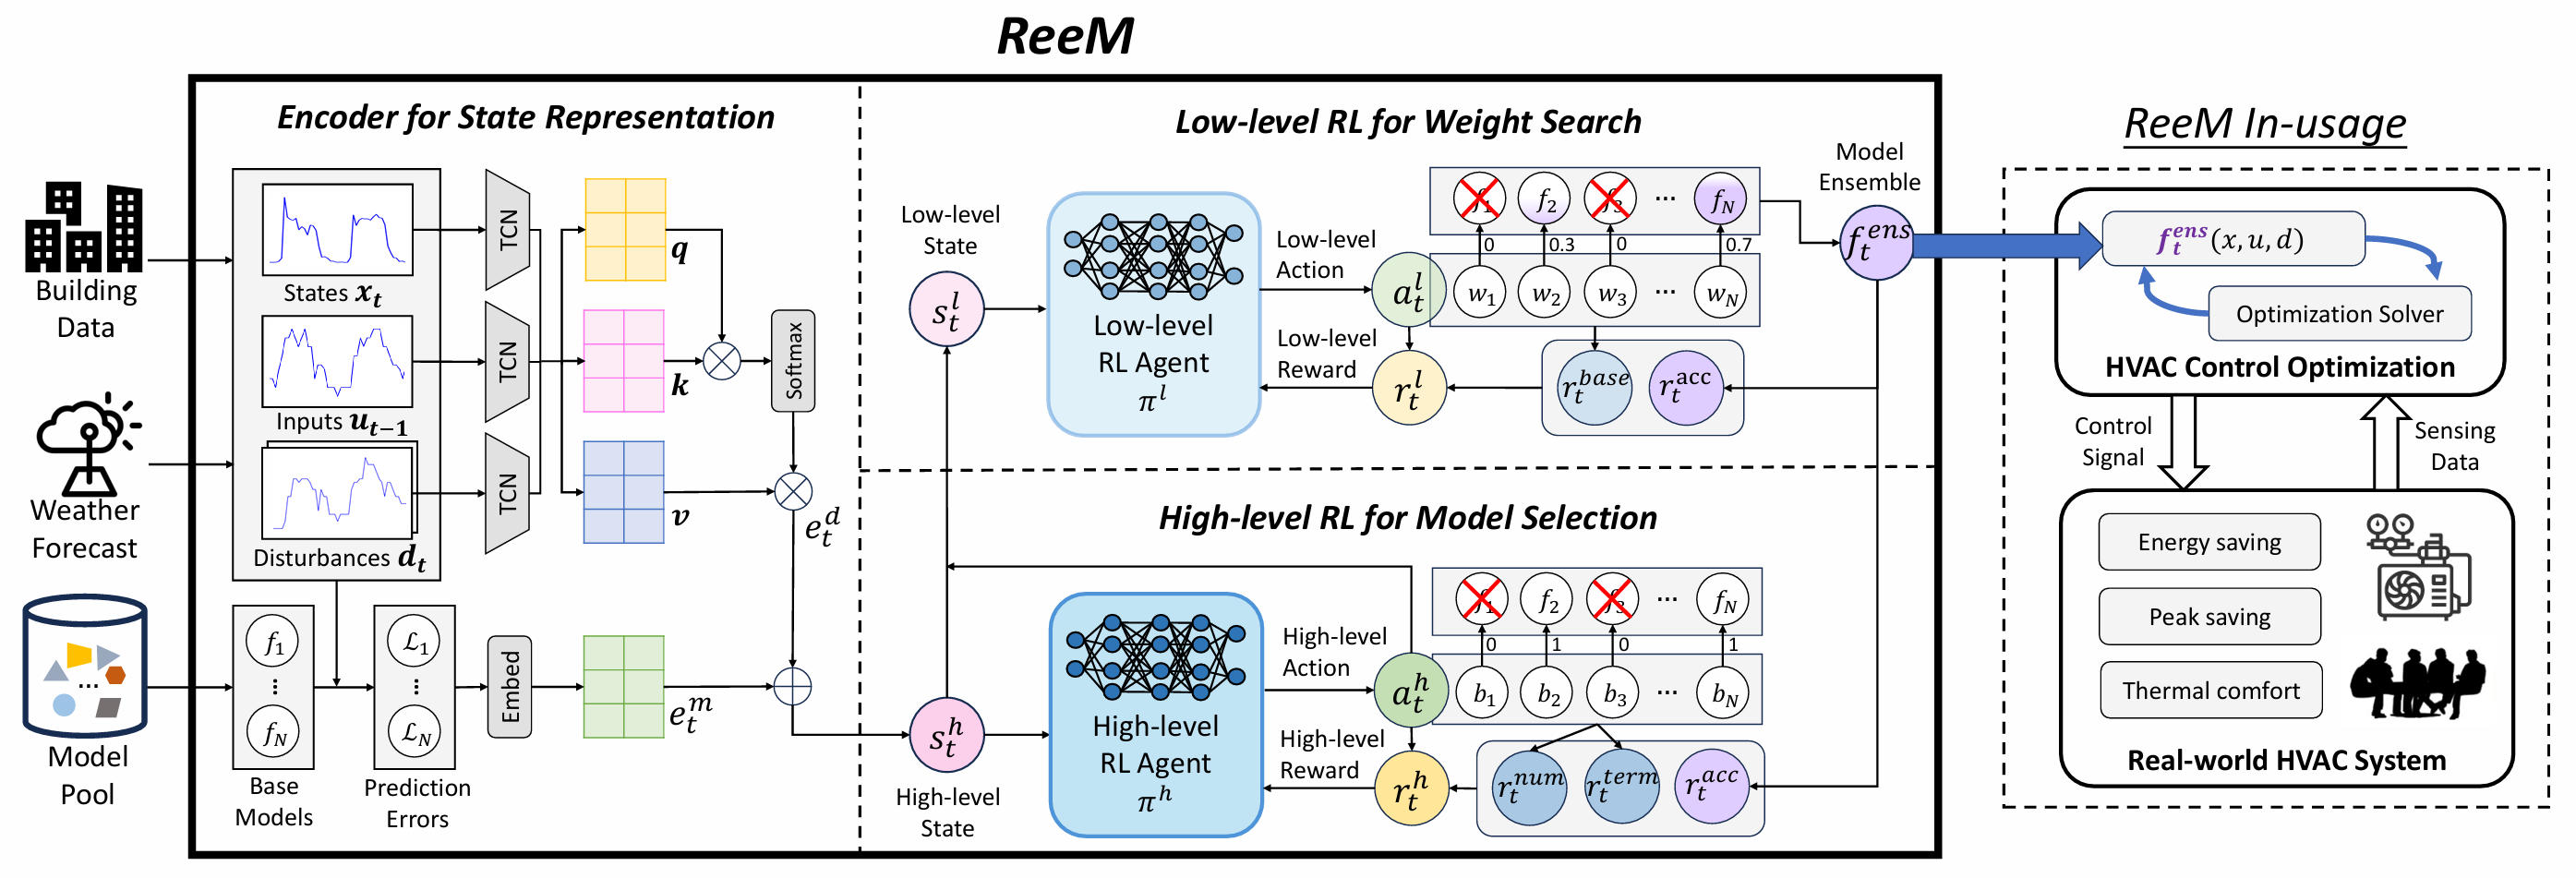 ReeM
Encoder for State Representation
Building
Data
Weather
Forecast
Model
Pool
States x_t
Inputs u_{t-1}
Disturbances d_t
TCN
TCN
TCN
q
k
v
Softmax
e_t^d
f_1
⋮
f_N
Base
Models
ℒ_1
⋮
ℒ_N
Prediction
Errors
Embed
e_t^m
Low-level RL for Weight Search
Low-level
State
s_t^l
Low-level
RL Agent
π^l
Low-level
Action
a_t^l
Low-level
Reward
r_t^l
f_1 f_2 f_3 ... f_N
0 0.3 0 0.7
w_1 w_2 w_3 ... w_N
r_t^{base} r_t^{acc}
Model
Ensemble
f_t^{ens}
High-level RL for Model Selection
s_t^h
High-level
State
High-level
RL Agent
π^h
High-level
Action
a_t^h
High-level
Reward
r_t^h
f_1 f_2 f_3 ... f_N
0 1 0 1
b_1 b_2 b_3 ... b_N
r_t^{num} r_t^{term} r_t^{acc}
ReeM In-usage
f_t^{ens}(x, u, d)
Optimization Solver
HVAC Control Optimization
Control
Signal
Sensing
Data
Energy saving
Peak saving
Thermal comfort
Real-world HVAC System